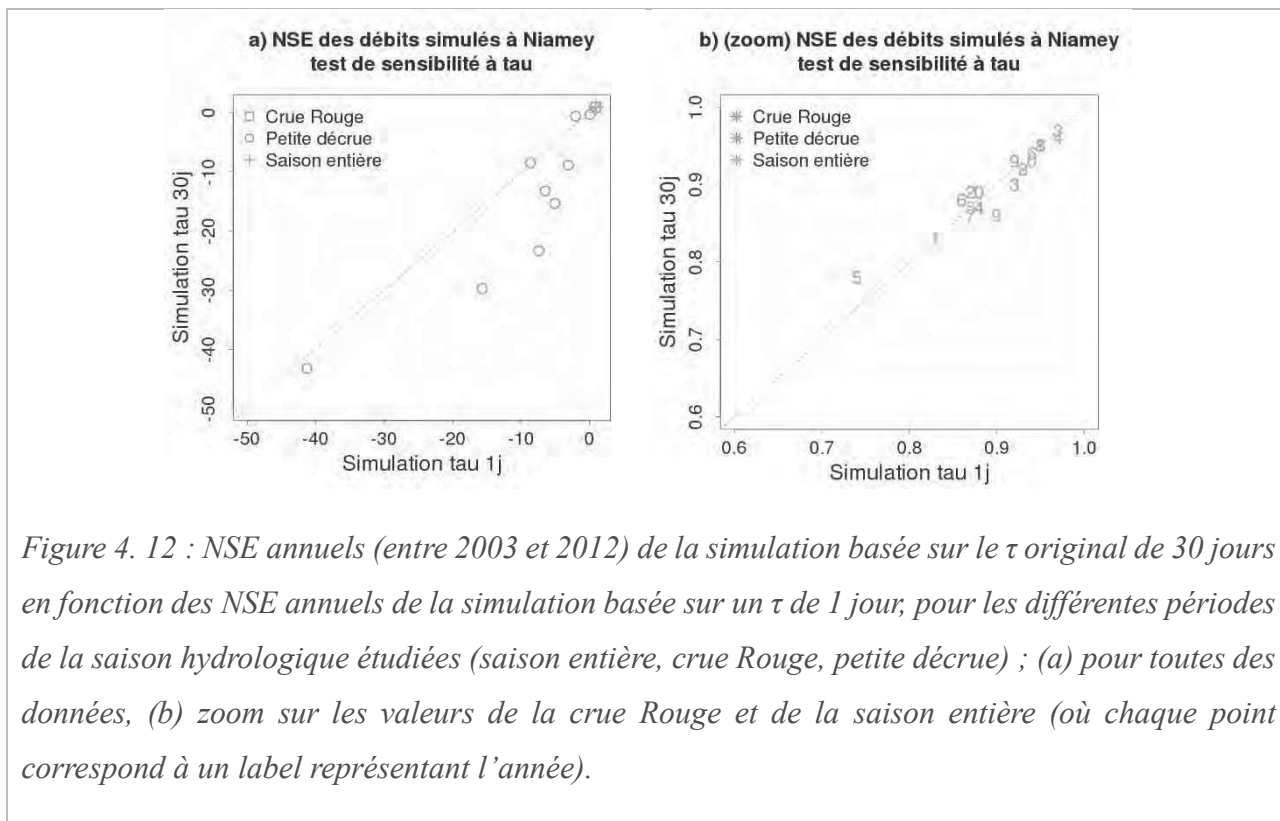 a) NSE des débits simulés à Niamey
test de sensibilité à tau
0
-10
-20
-30
-40
-50
Simulation tau 30j
Crue Rouge
Petite décrue
Saison entière
-50 -40 -30 -20 -10 0
Simulation tau 1j
b) (zoom) NSE des débits simulés à Niamey
test de sensibilité à tau
1.0
0.9
0.8
0.7
0.6
Simulation tau 30j
Crue Rouge
Petite décrue
Saison entière
5
1
6
9
3
9
4
0.6 0.7 0.8 0.9 1.0
Simulation tau 1j
Figure 4. 12 : NSE annuels (entre 2003 et 2012) de la simulation basée sur le τ original de 30 jours
en fonction des NSE annuels de la simulation basée sur un τ de 1 jour, pour les différentes périodes
de la saison hydrologique étudiées (saison entière, crue Rouge, petite décrue) ; (a) pour toutes des
données, (b) zoom sur les valeurs de la crue Rouge et de la saison entière (où chaque point
correspond à un label représentant l’année).